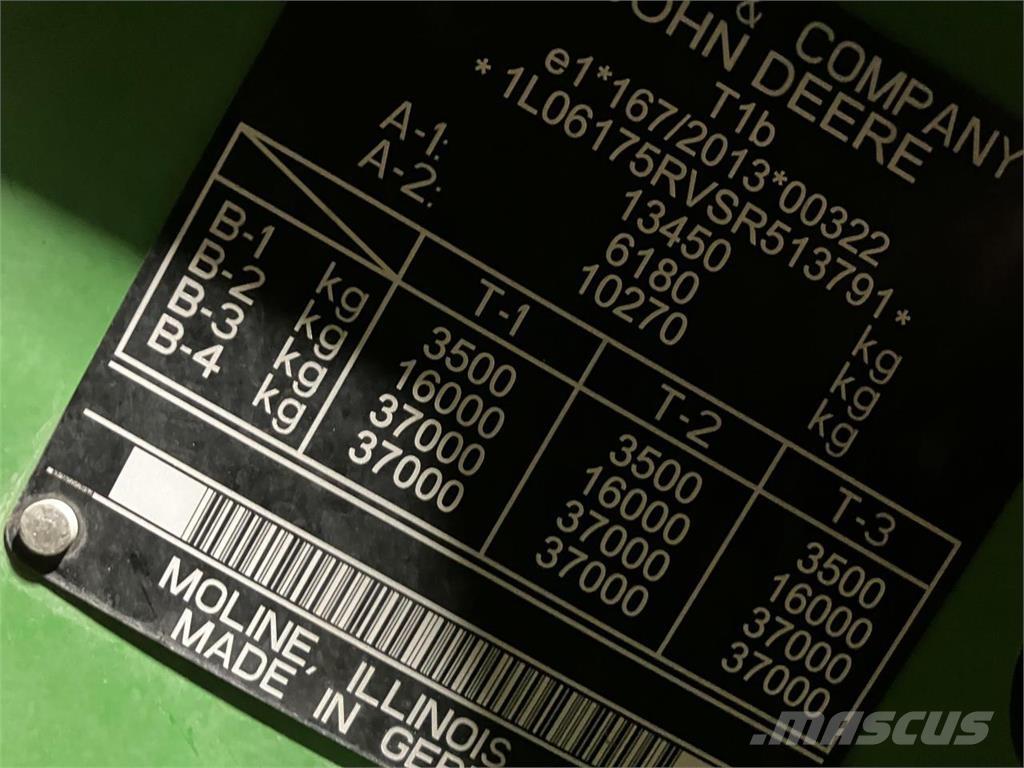 & COMPANY
JOHN DEERE
T1b
e1*167/2013*00322
* 1L06175RVSR513791 *
13450 kg
A-1: 6180 kg
A-2: 10270 kg
T-1 T-2 T-3
B-1 kg 3500 3500 3500
B-2 kg 16000 16000 16000
B-3 kg 37000 37000 37000
B-4 kg 37000 37000 37000
MOLINE, ILLINOIS
MADE IN GER
MASCUS